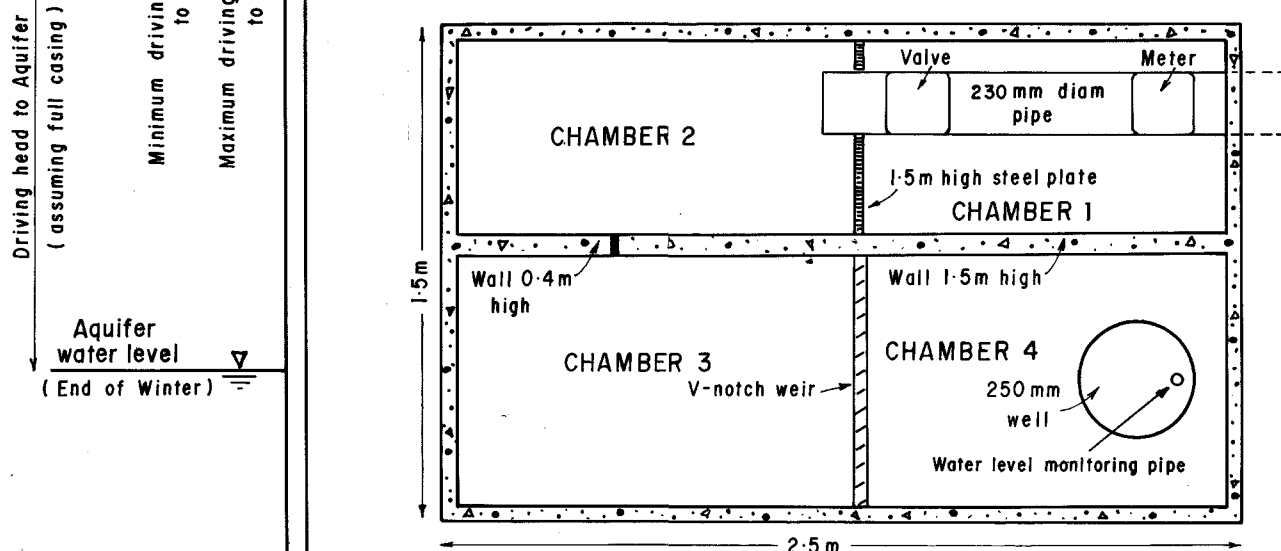 Driving head to Aquifer
(assuming full casing)
Minimum drivin
to
Maximum driving
to
Aquifer
water level
(End of Winter)
1·5m
Valve
Meter
230 mm diam
pipe
CHAMBER 2
1·5m high steel plate
CHAMBER 1
Wall 0·4m
high
Wall 1·5m high
CHAMBER 3
CHAMBER 4
V-notch weir
250 mm
well
Water level monitoring pipe
2·5m